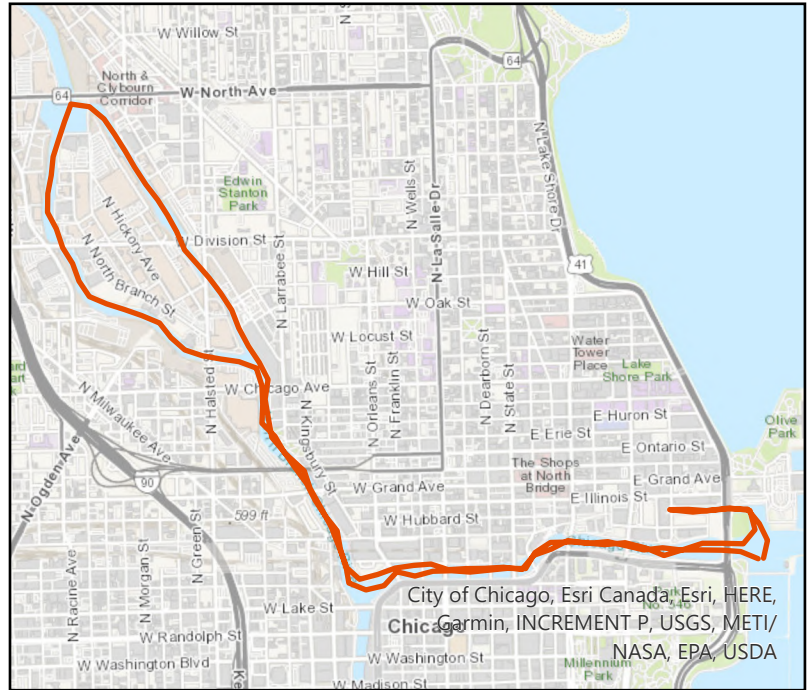 W Willow St
64
North &
Clybourn
Corridor
W North Ave
64
N Lake Shore Dr
N Wells St
N La Salle Dr
Edwin
Stanton
Park
N Hickory Ave
W Division St
N North Branch St
N Larrabee St
W Hill St
41
W Oak St
W Locust St
Water
Tower
Place
Lake
Shore Park
N Halsted St
W Chicago Ave
N Orleans St
N Franklin St
N Dearborn St
N State St
N Milwaukee Ave
N Kingsbury St
E Huron St
E Erie St
E Ontario St
Olive
Park
N Ogden Ave
90
The Shops
at North
Bridge
E Grand Ave
W Grand Ave
E Illinois St
599 ft
W Hubbard St
N Green St
N Morgan St
N Racine Ave
W Lake St
W Randolph St
Chicago
W Washington Blvd
W Washington St
W Madison St
Millennium
Park
City of Chicago, Esri Canada, Esri, HERE,
Garmin, INCREMENT P, USGS, METI/
NASA, EPA, USDA